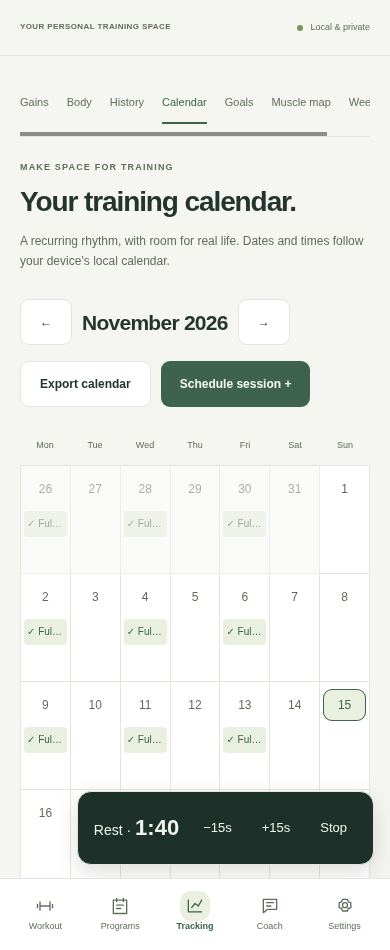 YOUR PERSONAL TRAINING SPACE
Local & private
Gains Body History Calendar Goals Muscle map Wee
MAKE SPACE FOR TRAINING
Your training calendar.
A recurring rhythm, with room for real life. Dates and times follow
your device's local calendar.
← November 2026 →
Export calendar Schedule session +
Mon Tue Wed Thu Fri Sat Sun
26 27 28 29 30 31 1
✓ Ful… ✓ Ful… ✓ Ful…
2 3 4 5 6 7 8
✓ Ful… ✓ Ful… ✓ Ful…
9 10 11 12 13 14 15
✓ Ful… ✓ Ful… ✓ Ful…
16
Rest · 1:40 −15s +15s Stop
Workout Programs Tracking Coach Settings